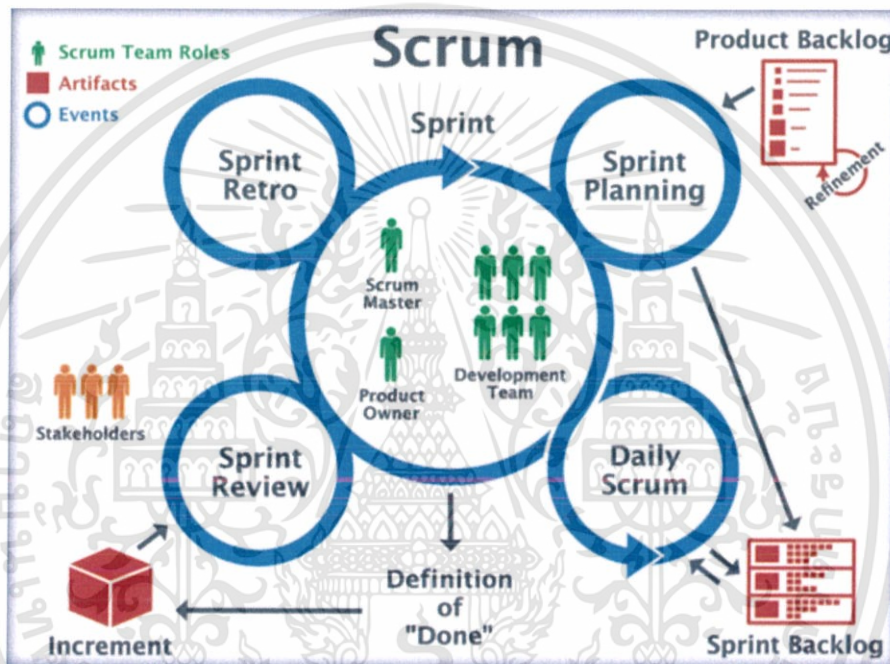 Scrum
Scrum Team Roles
Artifacts
Events
Product Backlog
Refinement
Sprint
Sprint
Retro
Sprint
Planning
Scrum
Master
Product
Owner
Development
Team
Stakeholders
Sprint
Review
Daily
Scrum
Increment
Definition
of
"Done"
Sprint Backlog